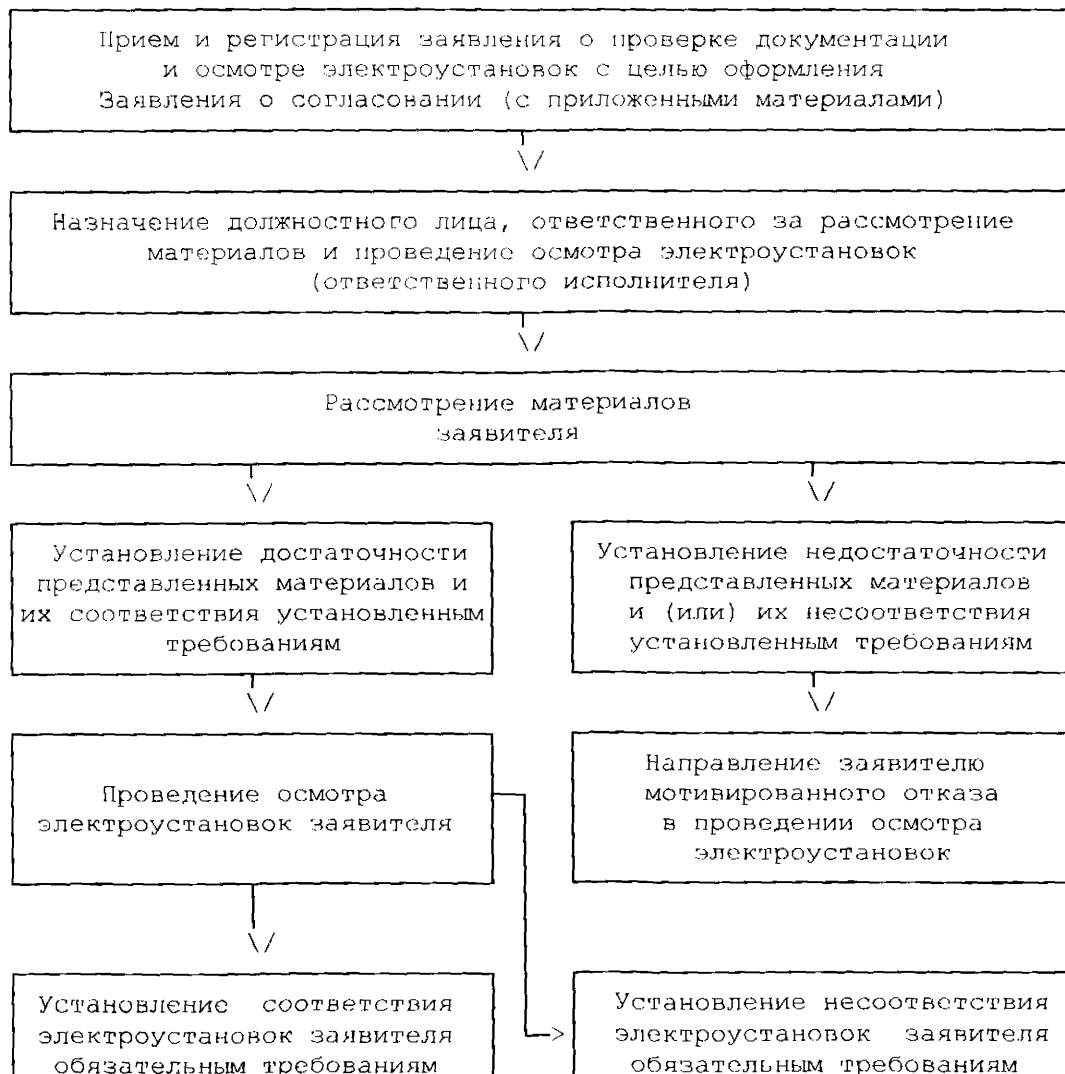 Прием и регистрация заявления о проверке документации
и осмотре электроустановок с целью оформления
Заявления о согласовании (с приложенными материалами)
Назначение должностного лица, ответственного за рассмотрение
материалов и проведение осмотра электроустановок
(ответственного исполнителя)
Рассмотрение материалов
заявителя
Установление достаточности
представленных материалов и
их соответствия установленным
требованиям
Установление недостаточности
представленных материалов
и (или) их несоответствия
установленным требованиям
Проведение осмотра
электроустановок заявителя
Направление заявителю
мотивированного отказа
в проведении осмотра
электроустановок
Установление соответствия
электроустановок заявителя
обязательным требованиям
Установление несоответствия
электроустановок заявителя
обязательным требованиям